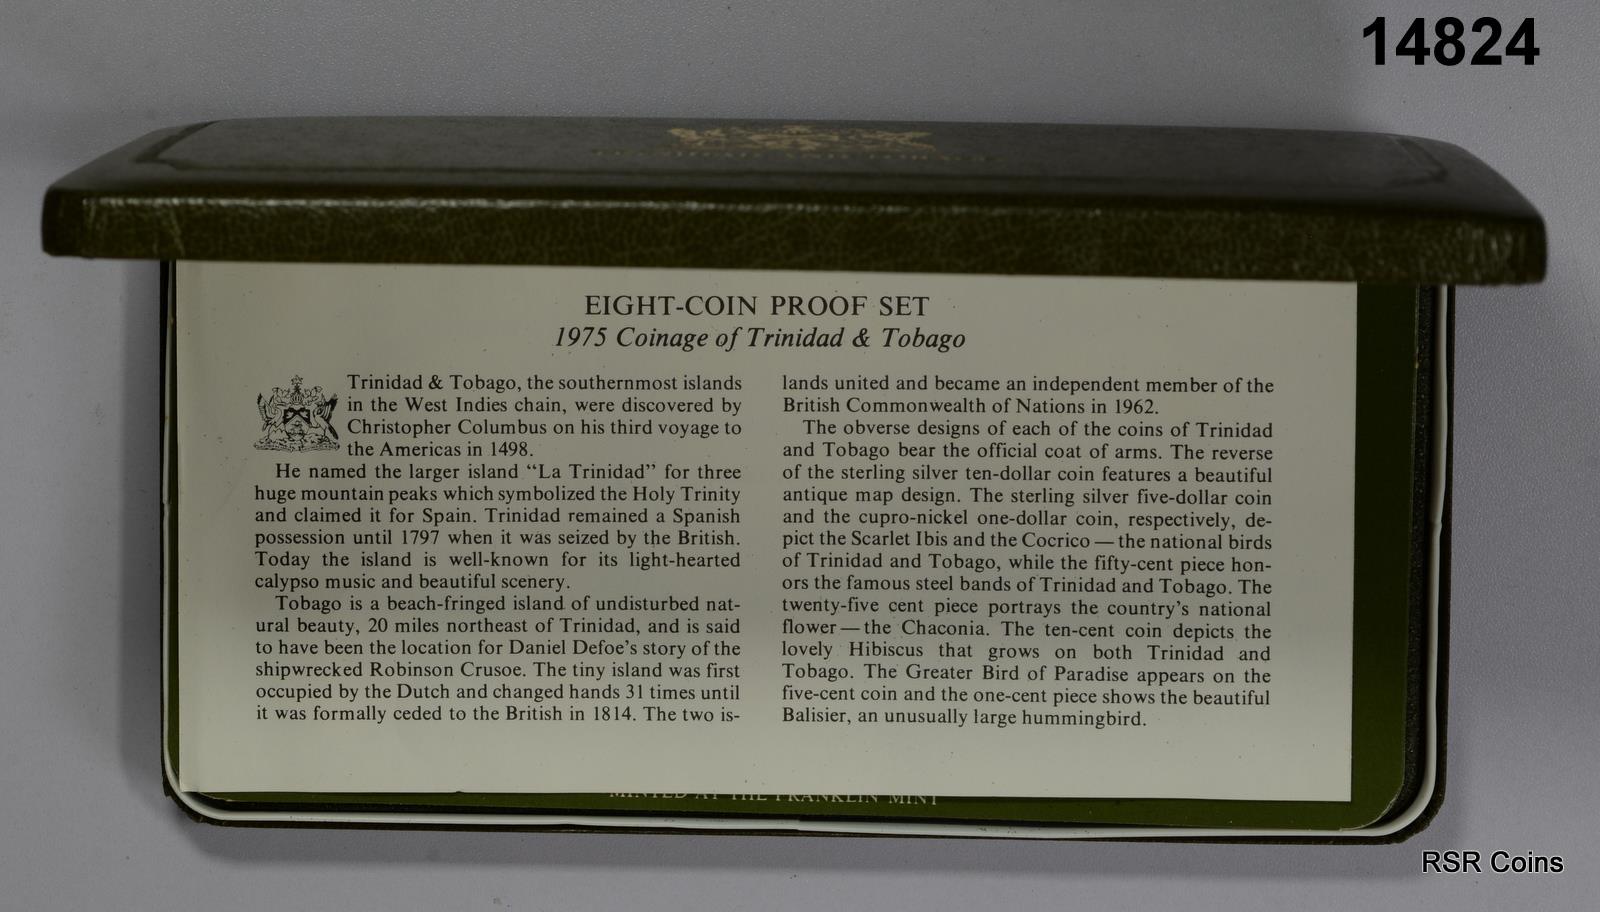 14824
EIGHT-COIN PROOF SET
1975 Coinage of Trinidad & Tobago
Trinidad & Tobago, the southernmost islands
in the West Indies chain, were discovered by
Christopher Columbus on his third voyage to
the Americas in 1498.
He named the larger island “La Trinidad” for three
huge mountain peaks which symbolized the Holy Trinity
and claimed it for Spain. Trinidad remained a Spanish
possession until 1797 when it was seized by the British.
Today the island is well-known for its light-hearted
calypso music and beautiful scenery.
Tobago is a beach-fringed island of undisturbed nat-
ural beauty, 20 miles northeast of Trinidad, and is said
to have been the location for Daniel Defoe's story of the
shipwrecked Robinson Crusoe. The tiny island was first
occupied by the Dutch and changed hands 31 times until
it was formally ceded to the British in 1814. The two is-
lands united and became an independent member of the
British Commonwealth of Nations in 1962.
The obverse designs of each of the coins of Trinidad
and Tobago bear the official coat of arms. The reverse
of the sterling silver ten-dollar coin features a beautiful
antique map design. The sterling silver five-dollar coin
and the cupro-nickel one-dollar coin, respectively, de-
pict the Scarlet Ibis and the Cocrico — the national birds
of Trinidad and Tobago, while the fifty-cent piece hon-
ors the famous steel bands of Trinidad and Tobago. The
twenty-five cent piece portrays the country's national
flower — the Chaconia. The ten-cent coin depicts the
lovely Hibiscus that grows on both Trinidad and
Tobago. The Greater Bird of Paradise appears on the
five-cent coin and the one-cent piece shows the beautiful
Balisier, an unusually large hummingbird.
MINTED AT THE FRANKLIN MINT
RSR Coins